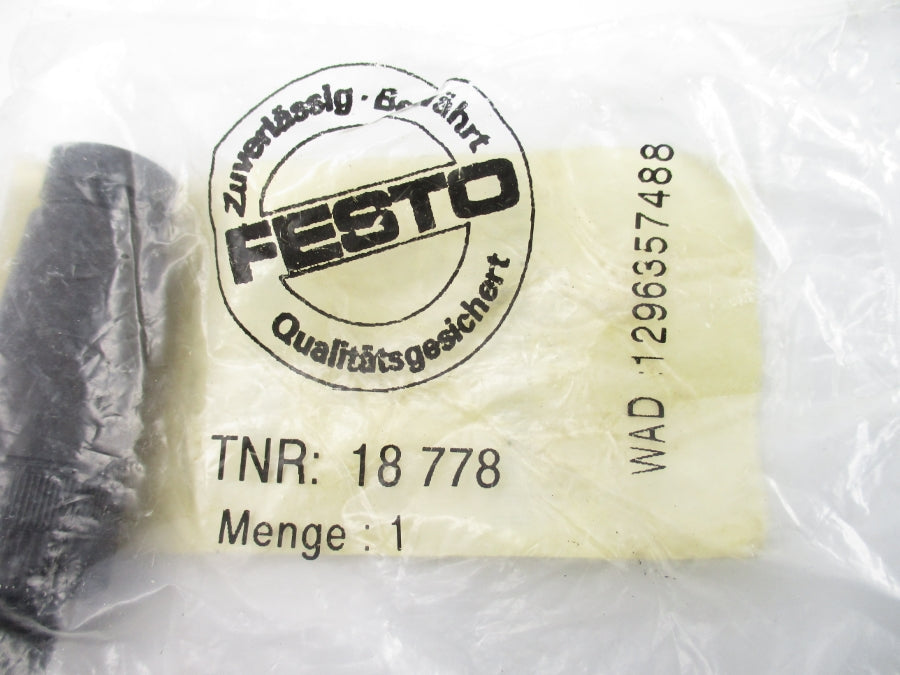 Zuverlässig · Bewährt
FESTO
Qualitätsgesichert
TNR: 18 778
Menge : 1
WAD :1296357488